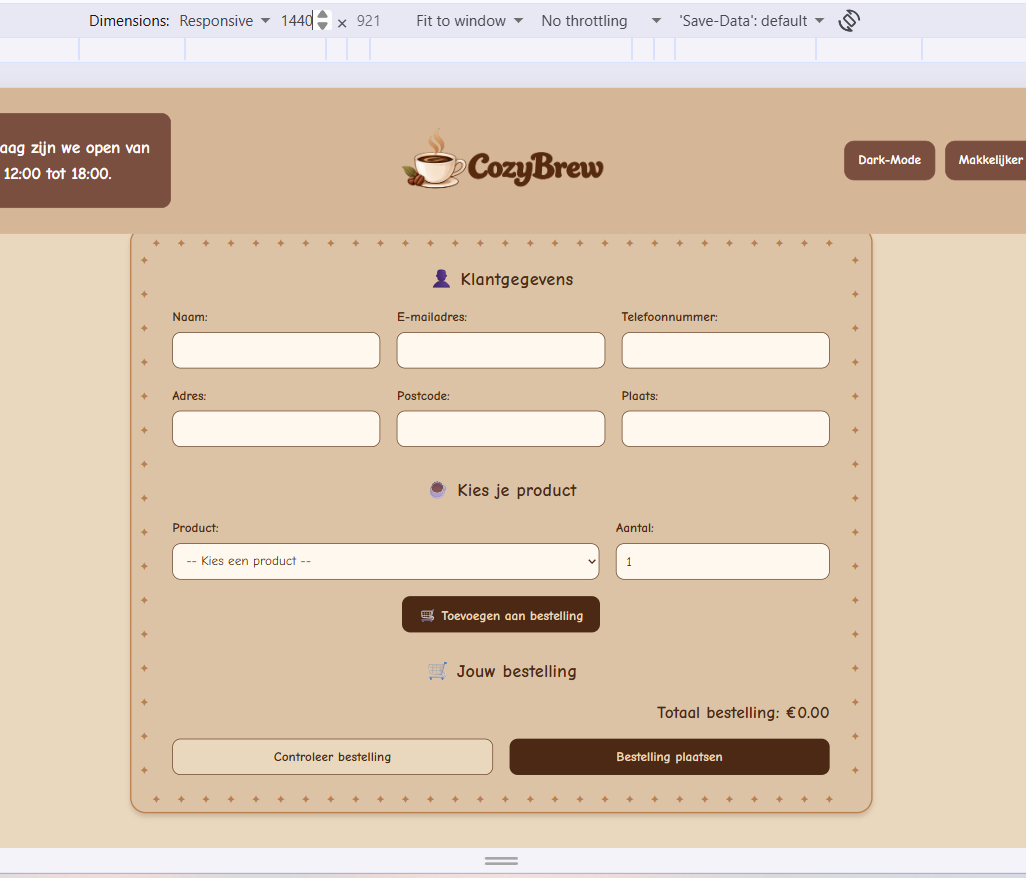 Dimensions: Responsive 1440 × 921 Fit to window No throttling 'Save-Data': default
aag zijn we open van
12:00 tot 18:00.
CozyBrew
Dark-Mode Makkelijker
Klantgegevens
Naam: E-mailadres: Telefoonnummer:
Adres: Postcode: Plaats:
Kies je product
Product: Aantal:
-- Kies een product -- 1
Toevoegen aan bestelling
Jouw bestelling
Totaal bestelling: €0.00
Controleer bestelling Bestelling plaatsen